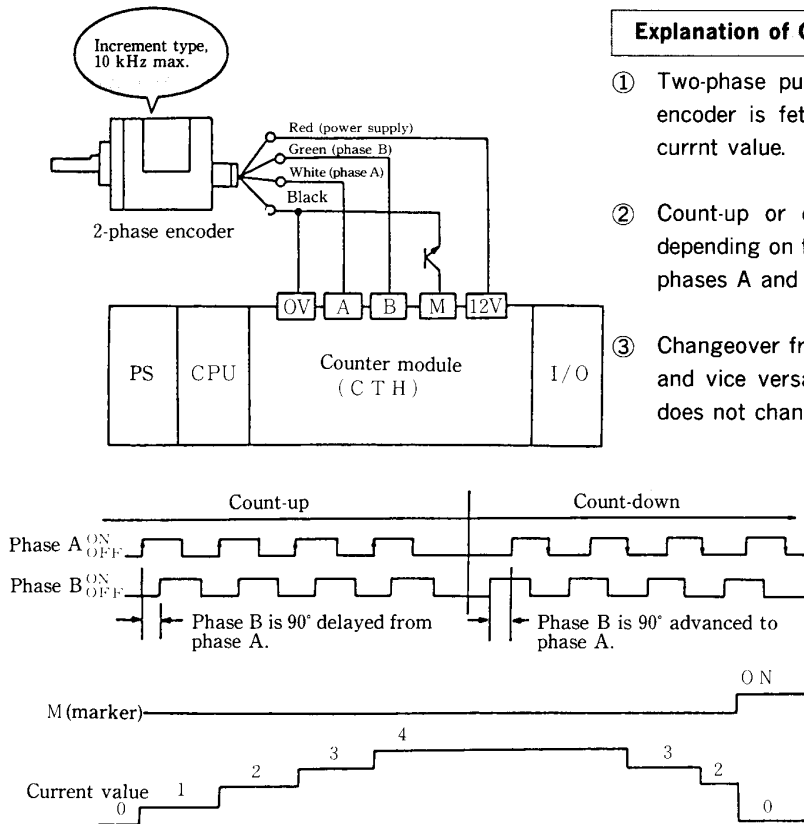 Increment type,
10 kHz max.
Red (power supply)
Green (phase B)
White (phase A)
Black
2-phase encoder
0V A B M 12V
PS CPU Counter module I/O
(CTH)
Explanation of
① Two-phase pu
encoder is fet
currnt value.
② Count-up or
depending on
phases A and
③ Changeover fr
and vice versa
does not chan
Count-up Count-down
Phase A ON
OFF
Phase B ON
OFF
Phase B is 90° delayed from
phase A.
Phase B is 90° advanced to
phase A.
ON
M (marker)
4
3 3
2 2
Current value 1
0 0